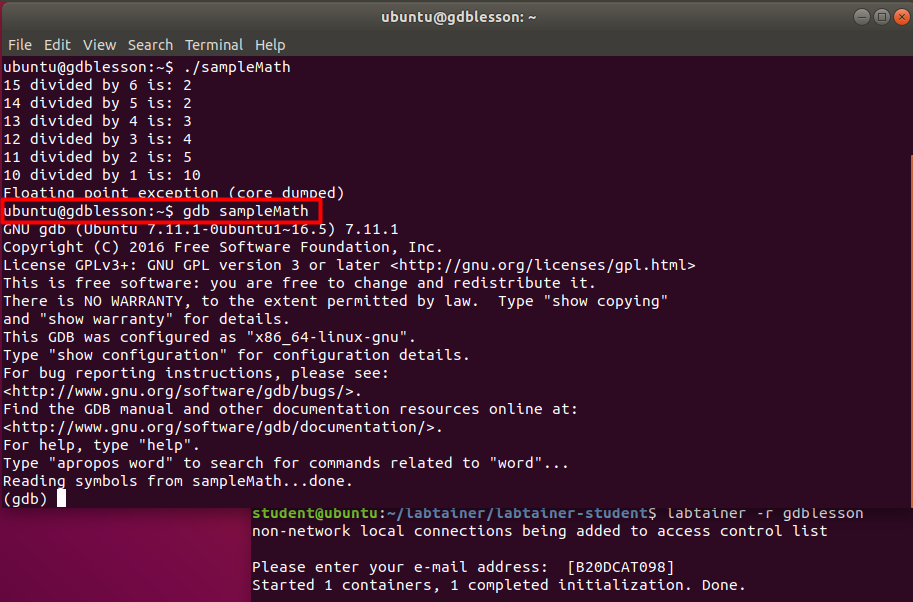 ubuntu@gdblesson: ~
File Edit View Search Terminal Help
ubuntu@gdblesson:~$ ./sampleMath
15 divided by 6 is: 2
14 divided by 5 is: 2
13 divided by 4 is: 3
12 divided by 3 is: 4
11 divided by 2 is: 5
10 divided by 1 is: 10
Floating point exception (core dumped)
ubuntu@gdblesson:~$ gdb sampleMath
GNU gdb (Ubuntu 7.11.1-0ubuntu1~16.5) 7.11.1
Copyright (C) 2016 Free Software Foundation, Inc.
License GPLv3+: GNU GPL version 3 or later <http://gnu.org/licenses/gpl.html>
This is free software: you are free to change and redistribute it.
There is NO WARRANTY, to the extent permitted by law.  Type "show copying"
and "show warranty" for details.
This GDB was configured as "x86_64-linux-gnu".
Type "show configuration" for configuration details.
For bug reporting instructions, please see:
<http://www.gnu.org/software/gdb/bugs/>.
Find the GDB manual and other documentation resources online at:
<http://www.gnu.org/software/gdb/documentation/>.
For help, type "help".
Type "apropos word" to search for commands related to "word"...
Reading symbols from sampleMath...done.
(gdb)
student@ubuntu:~/labtainer/labtainer-student$ labtainer -r gdblesson
non-network local connections being added to access control list
Please enter your e-mail address:  [B20DCAT098]
Started 1 containers, 1 completed initialization. Done.